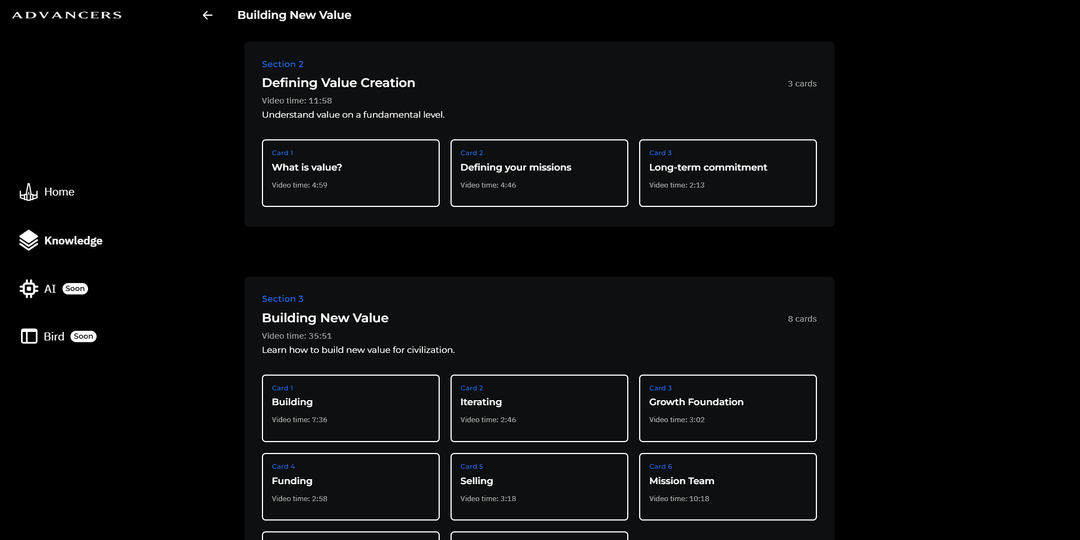 ADVANCERS
Building New Value
Home
Knowledge
AI Soon
Bird Soon
Section 2
Defining Value Creation
3 cards
Video time: 11:58
Understand value on a fundamental level.
Card 1
What is value?
Video time: 4:59
Card 2
Defining your missions
Video time: 4:46
Card 3
Long-term commitment
Video time: 2:13
Section 3
Building New Value
8 cards
Video time: 35:51
Learn how to build new value for civilization.
Card 1
Building
Video time: 7:36
Card 2
Iterating
Video time: 2:46
Card 3
Growth Foundation
Video time: 3:02
Card 4
Funding
Video time: 2:58
Card 5
Selling
Video time: 3:18
Card 6
Mission Team
Video time: 10:18